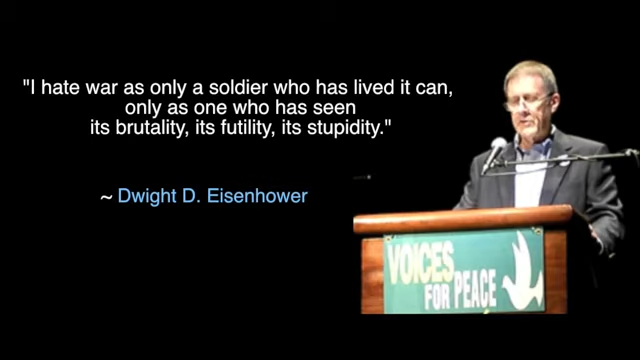 "I hate war as only a soldier who has lived it can,
only as one who has seen
its brutality, its futility, its stupidity."
~ Dwight D. Eisenhower
VOICES
FOR PEACE